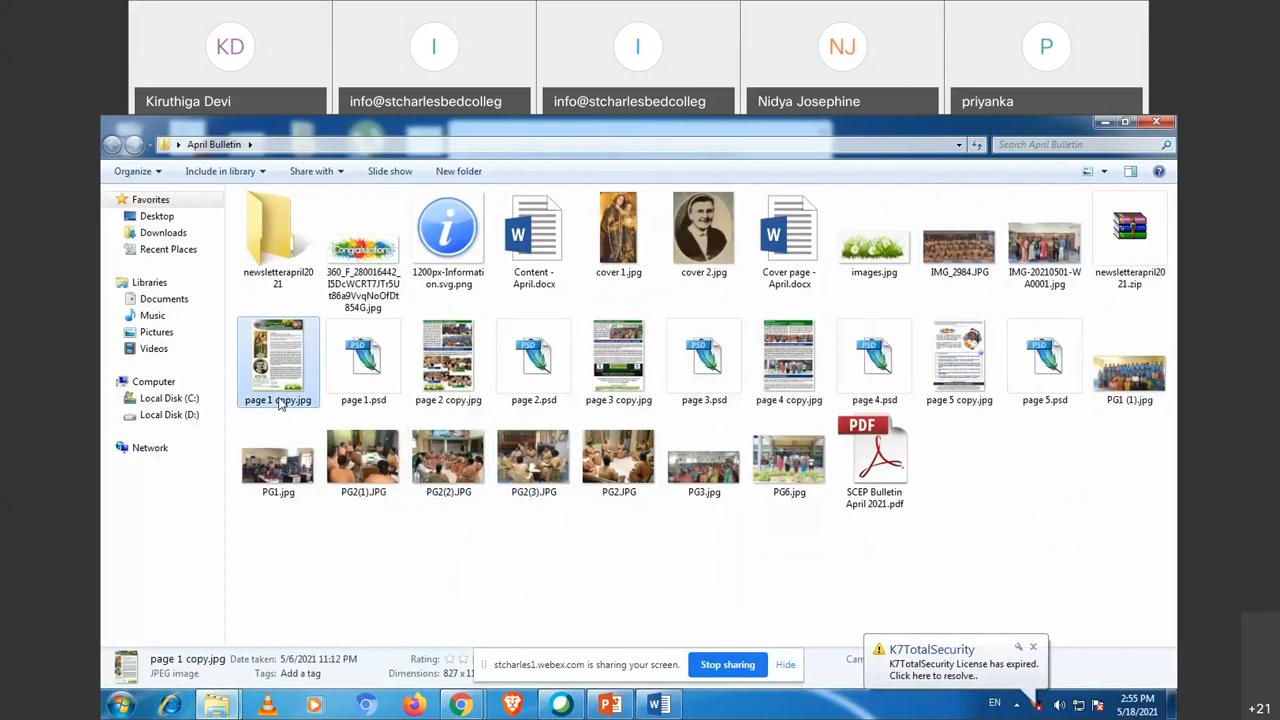 KD
I
I
NJ
P
Kiruthiga Devi
info@stcharlesbedcolleg
info@stcharlesbedcolleg
Nidya Josephine
priyanka
April Bulletin
Search April Bulletin
Organize
Include in library
Share with
Slide show
New folder
Favorites
Desktop
Downloads
Recent Places
Libraries
Documents
Music
Pictures
Videos
Computer
Local Disk (C:)
Local Disk (D:)
Network
newsletterapril20
21
360_F_280016442_
I5DcWCRT7JTr5U
t86a9VvqNoOfDt
854G.jpg
1200px-Informati
on.svg.png
Content -
April.docx
cover 1.jpg
cover 2.jpg
Cover page -
April.docx
images.jpg
IMG_2984.JPG
IMG-20210501-W
A0001.jpg
newsletterapril20
21.zip
page 1 copy.jpg
page 1.psd
page 2 copy.jpg
page 2.psd
page 3 copy.jpg
page 3.psd
page 4 copy.jpg
page 4.psd
page 5 copy.jpg
page 5.psd
PG1 (1).jpg
PG1.jpg
PG2(1).JPG
PG2(2).JPG
PG2(3).JPG
PG2.JPG
PG3.jpg
PG6.jpg
SCEP Bulletin
April 2021.pdf
PSD
PSD
PSD
PSD
PSD
PDF
page 1 copy.jpg
JPEG image
Date taken: 5/6/2021 11:12 PM
Tags: Add a tag
Rating:
Dimensions: 827 x 11
stcharles1.webex.com is sharing your screen.
Stop sharing
Hide
K7TotalSecurity
K7TotalSecurity License has expired.
Click here to resolve..
EN
2:55 PM
5/18/2021
+21